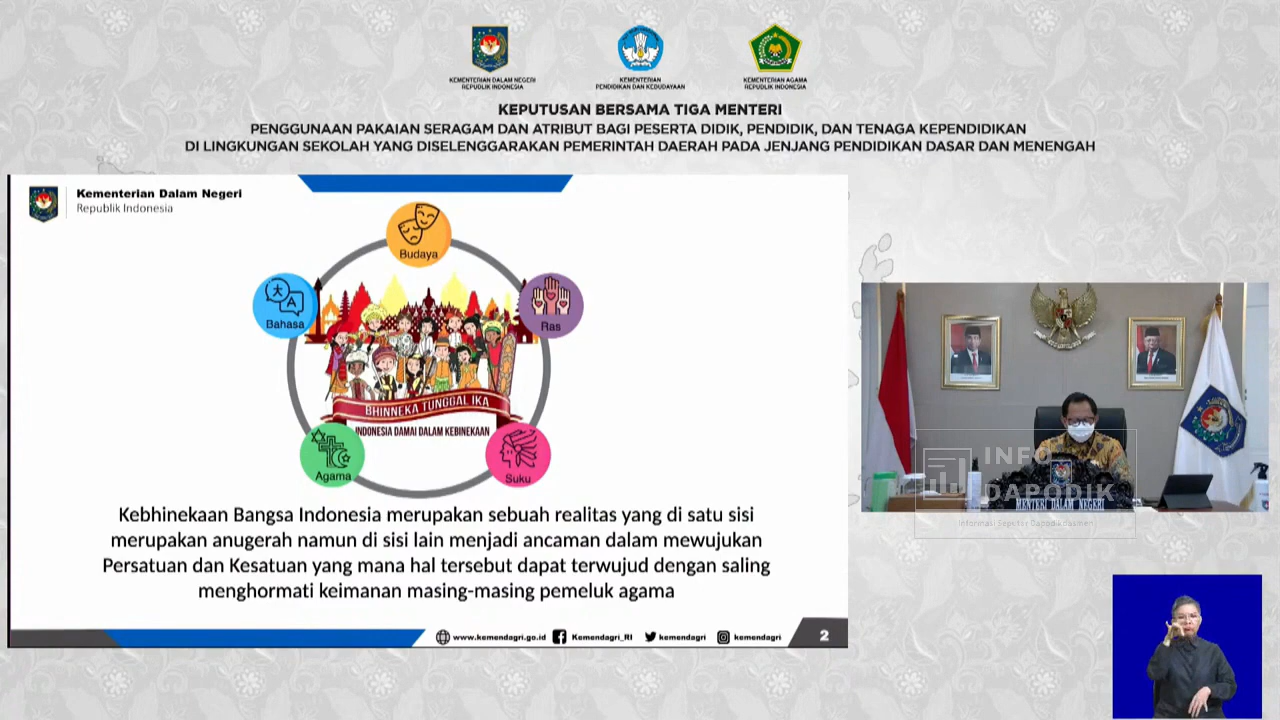 KEMENTERIAN DALAM NEGERI
REPUBLIK INDONESIA
KEMENTERIAN
PENDIDIKAN DAN KEBUDAYAAN
KEMENTERIAN AGAMA
REPUBLIK INDONESIA
KEPUTUSAN BERSAMA TIGA MENTERI
PENGGUNAAN PAKAIAN SERAGAM DAN ATRIBUT BAGI PESERTA DIDIK, PENDIDIK, DAN TENAGA KEPENDIDIKAN
DI LINGKUNGAN SEKOLAH YANG DISELENGGARAKAN PEMERINTAH DAERAH PADA JENJANG PENDIDIKAN DASAR DAN MENENGAH
Kementerian Dalam Negeri
Republik Indonesia
Budaya
Bahasa
Ras
BHINNEKA TUNGGAL IKA
INDONESIA DAMAI DALAM KEBINEKAAN
Agama
Suku
Kebhinekaan Bangsa Indonesia merupakan sebuah realitas yang di satu sisi
merupakan anugerah namun di sisi lain menjadi ancaman dalam mewujukan
Persatuan dan Kesatuan yang mana hal tersebut dapat terwujud dengan saling
menghormati keimanan masing-masing pemeluk agama
www.kemendagri.go.id Kemendagri_RI kemendagri kemendagri 2
INFO
DAPODIK
MENTERI DALAM NEGERI
Informasi Seputar Dapodikdasmen